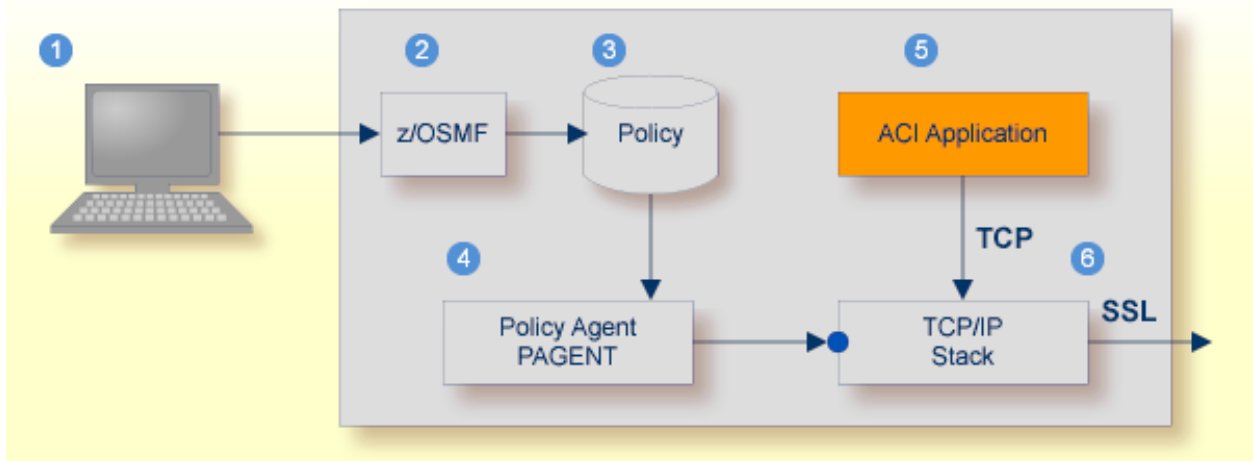 1
2
3
5
z/OSMF
Policy
ACI Application
TCP
4
6
Policy Agent
PAGENT
TCP/IP
Stack
SSL